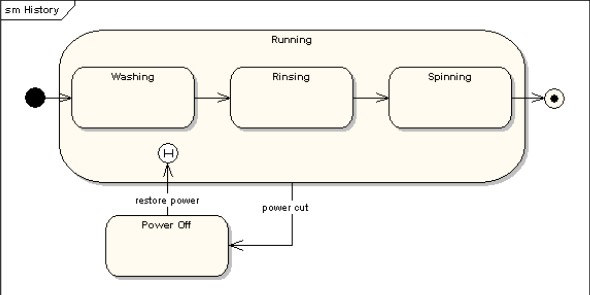 sm History
Running
Washing
Rinsing
Spinning
H
restore power
power cut
Power Off